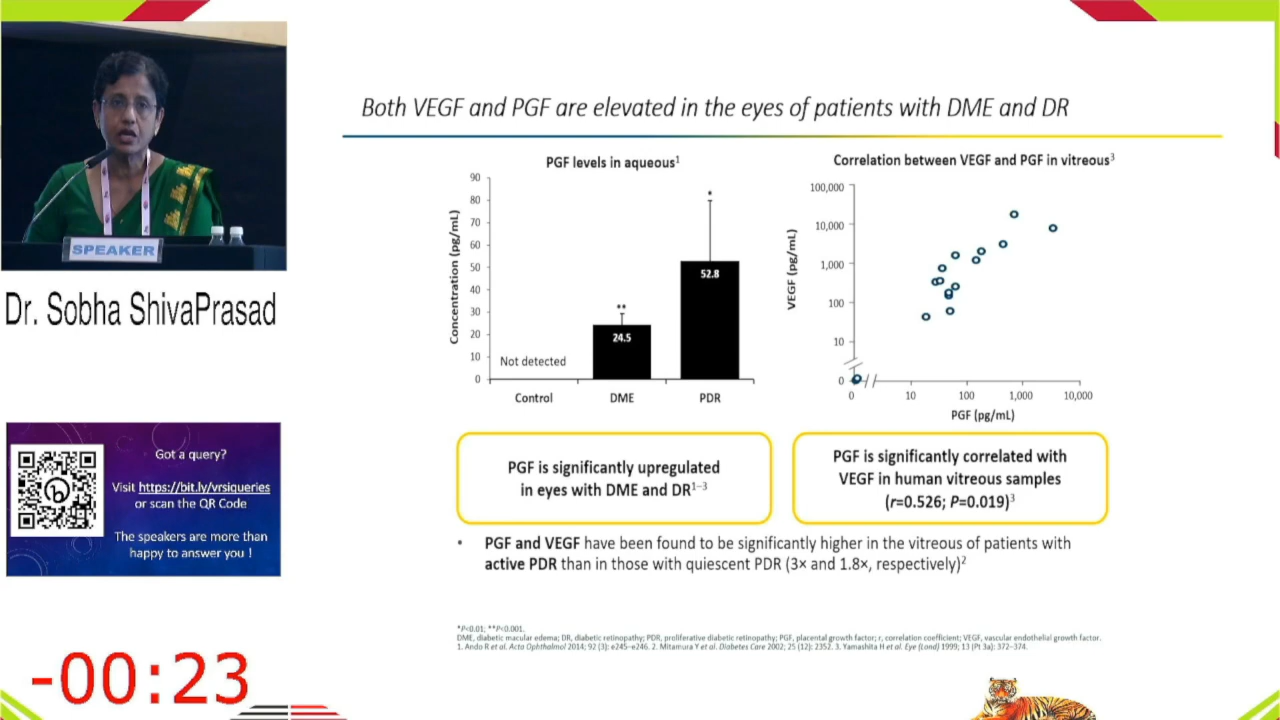 Both VEGF and PGF are elevated in the eyes of patients with DME and DR
SPEAKER
Dr. Sobha ShivaPrasad
Got a query?
Visit https://bit.ly/vrsiqueries
or scan the QR Code
The speakers are more than
happy to answer you !
-00:23
PGF levels in aqueous¹
Concentration (pg/mL)
90
80
70
60
50
40
30
20
10
0
Not detected
**
24.5
*
52.8
Control DME PDR
Correlation between VEGF and PGF in vitreous³
VEGF (pg/mL)
100,000
10,000
1,000
100
10
0
0 10 100 1,000 10,000
PGF (pg/mL)
PGF is significantly upregulated
in eyes with DME and DR¹⁻³
PGF is significantly correlated with
VEGF in human vitreous samples
(r=0.526; P=0.019)³
• PGF and VEGF have been found to be significantly higher in the vitreous of patients with
active PDR than in those with quiescent PDR (3× and 1.8×, respectively)²
*P<0.01; **P<0.001.
DME, diabetic macular edema; DR, diabetic retinopathy; PDR, proliferative diabetic retinopathy; PGF, placental growth factor; r, correlation coefficient; VEGF, vascular endothelial growth factor.
1. Ando R et al. Acta Ophthalmol 2014; 92 (3): e245–e246. 2. Mitamura Y et al. Diabetes Care 2002; 25 (12): 2352. 3. Yamashita H et al. Eye (Lond) 1999; 13 (Pt 3a): 372–374.